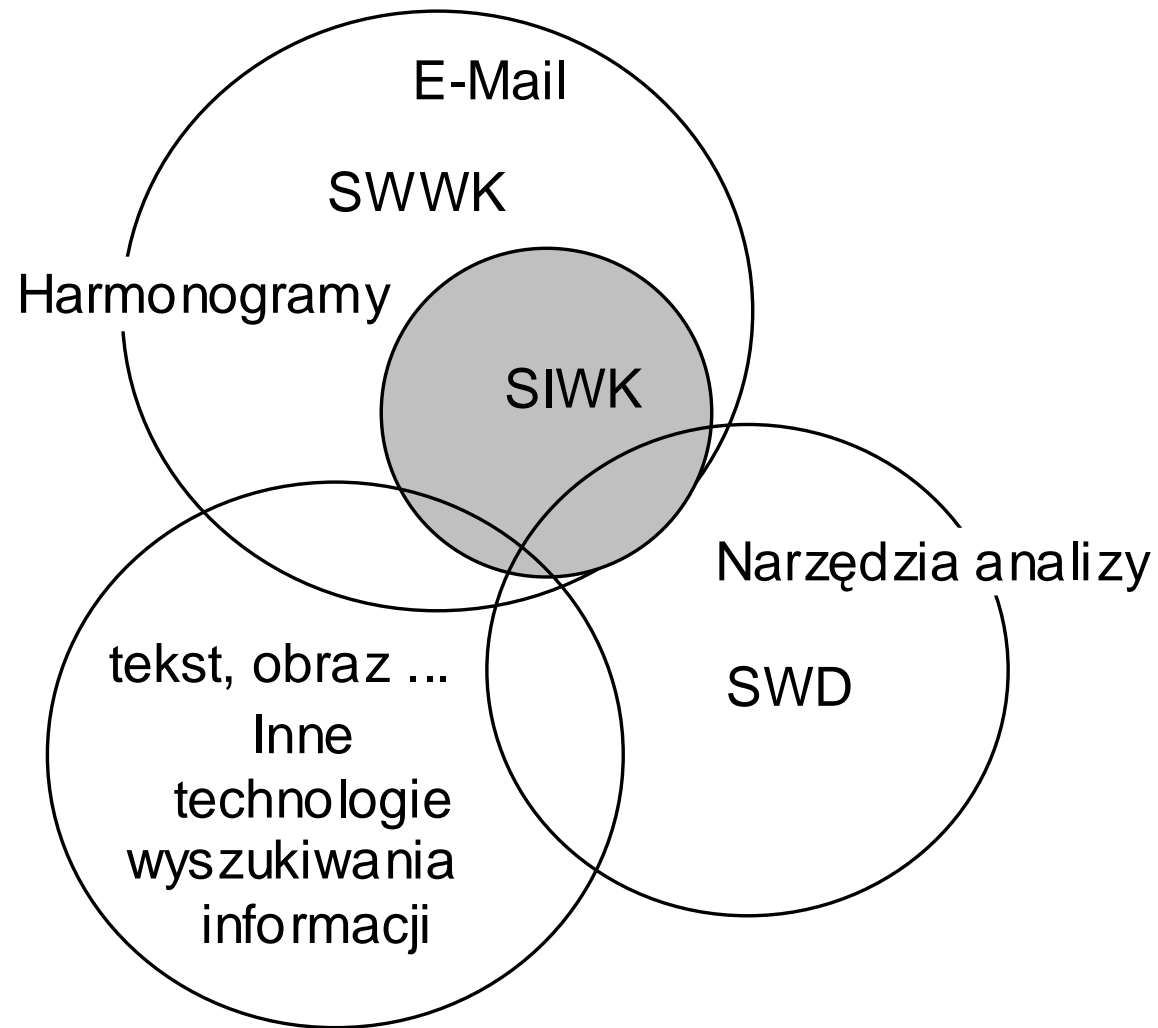 E-Mail
SWWK
Harmonogramy
SIWK
Narzędzia analizy
SWD
tekst, obraz ...
Inne
technologie
wyszukiwania
informacji